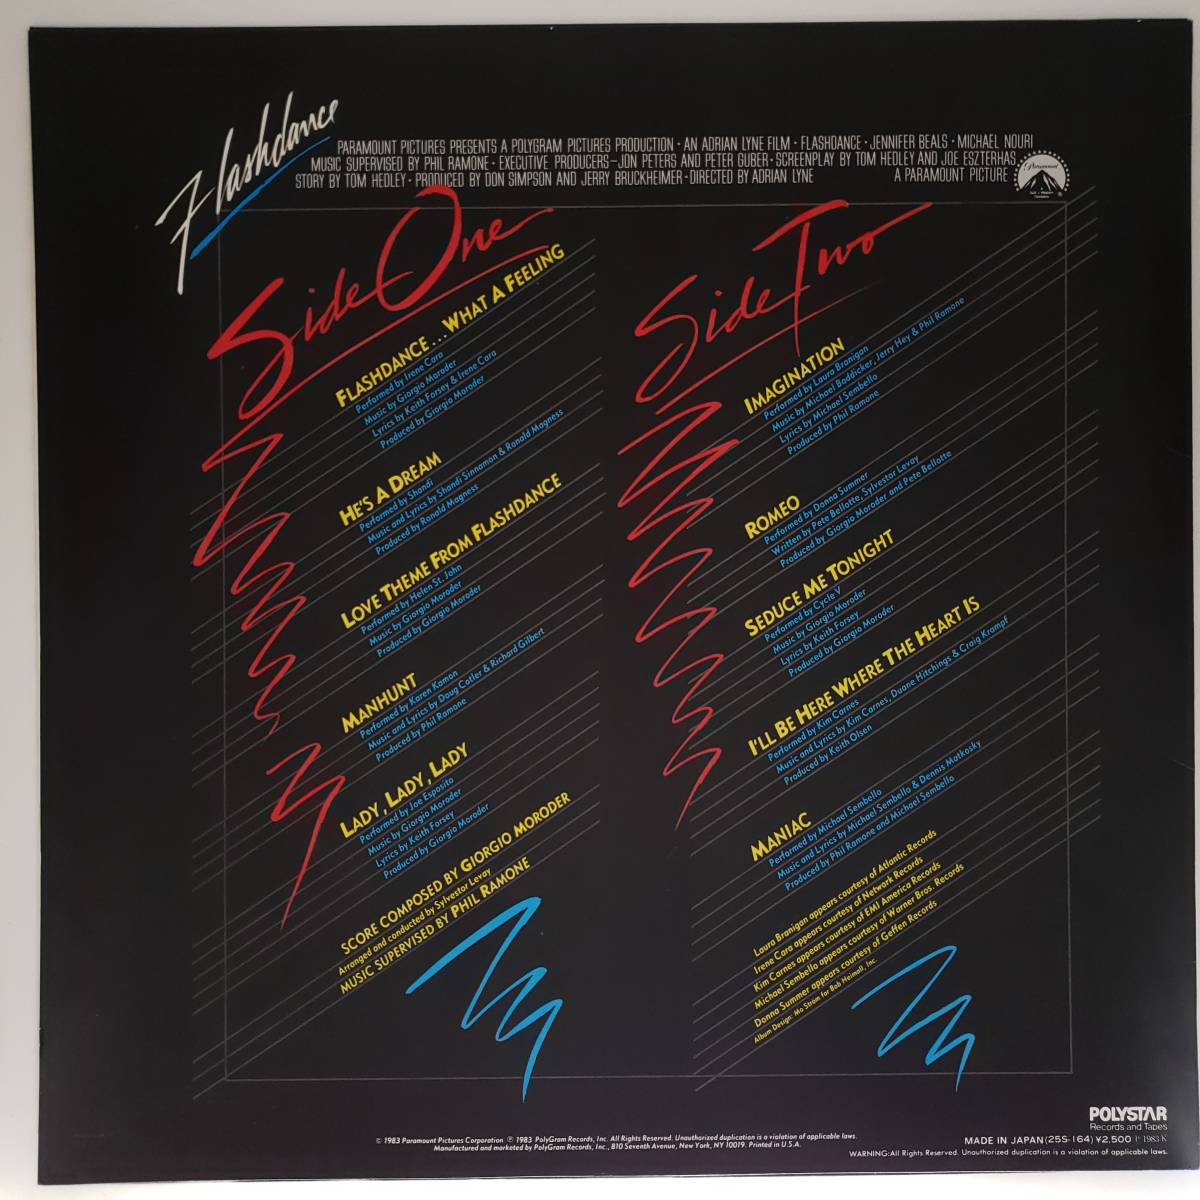 Flashdance
PARAMOUNT PICTURES PRESENTS A POLYGRAM PICTURES PRODUCTION · AN ADRIAN LYNE FILM · FLASHDANCE · JENNIFER BEALS · MICHAEL NOURI
MUSIC SUPERVISED BY PHIL RAMONE · EXECUTIVE PRODUCERS—JON PETERS AND PETER GUBER · SCREENPLAY BY TOM HEDLEY AND JOE ESZTERHAS
STORY BY TOM HEDLEY · PRODUCED BY DON SIMPSON AND JERRY BRUCKHEIMER · DIRECTED BY ADRIAN LYNE
A PARAMOUNT PICTURE
Paramount
Side One
FLASHDANCE...WHAT A FEELING
Performed by Irene Cara
Music by Giorgio Moroder
Lyrics by Keith Forsey & Irene Cara
Produced by Giorgio Moroder
HE'S A DREAM
Performed by Shandi
Music and Lyrics by Shandi Sinnamon & Ronald Magness
Produced by Ronald Magness
LOVE THEME FROM FLASHDANCE
Performed by Helen St. John
Music by Giorgio Moroder
Produced by Giorgio Moroder
MANHUNT
Performed by Karen Kamon
Music and Lyrics by Doug Cotler & Richard Gilbert
Produced by Phil Ramone
LADY, LADY, LADY
Performed by Joe Esposito
Music by Giorgio Moroder
Lyrics by Keith Forsey
Produced by Giorgio Moroder
SCORE COMPOSED BY GIORGIO MORODER
Arranged and conducted by Sylvestor Levay
MUSIC SUPERVISED BY PHIL RAMONE
Side Two
IMAGINATION
Performed by Laura Branigan
Music by Michael Boddicker, Jerry Hey & Phil Ramone
Lyrics by Michael Sembello
Produced by Phil Ramone
ROMEO
Performed by Donna Summer
Written by Pete Bellotte, Sylvestor Levay
Produced by Giorgio Moroder and Pete Bellotte
SEDUCE ME TONIGHT
Performed by Cycle V
Music by Giorgio Moroder
Lyrics by Keith Forsey
Produced by Giorgio Moroder
I'LL BE HERE WHERE THE HEART IS
Performed by Kim Carnes
Music and Lyrics by Kim Carnes, Duane Hitchings & Craig Krampf
Produced by Keith Olsen
MANIAC
Performed by Michael Sembello
Music and Lyrics by Michael Sembello & Dennis Matkosky
Produced by Phil Ramone and Michael Sembello
Laura Branigan appears courtesy of Atlantic Records
Irene Cara appears courtesy of Network Records
Kim Carnes appears courtesy of EMI America Records
Michael Sembello appears courtesy of Warner Bros. Records
Donna Summer appears courtesy of Geffen Records
Album Design: Mo Strom for Bob Heimall, Inc.
POLYSTAR
Records and Tapes
© 1983 Paramount Pictures Corporation ℗ 1983 PolyGram Records, Inc. All Rights Reserved. Unauthorized duplication is a violation of applicable laws.
Manufactured and marketed by PolyGram Records, Inc., 810 Seventh Avenue, New York, NY 10019. Printed in U.S.A.
MADE IN JAPAN(25S-164) ¥2,500 ℗ 1983 K
WARNING: All Rights Reserved. Unauthorized duplication is a violation of applicable laws.